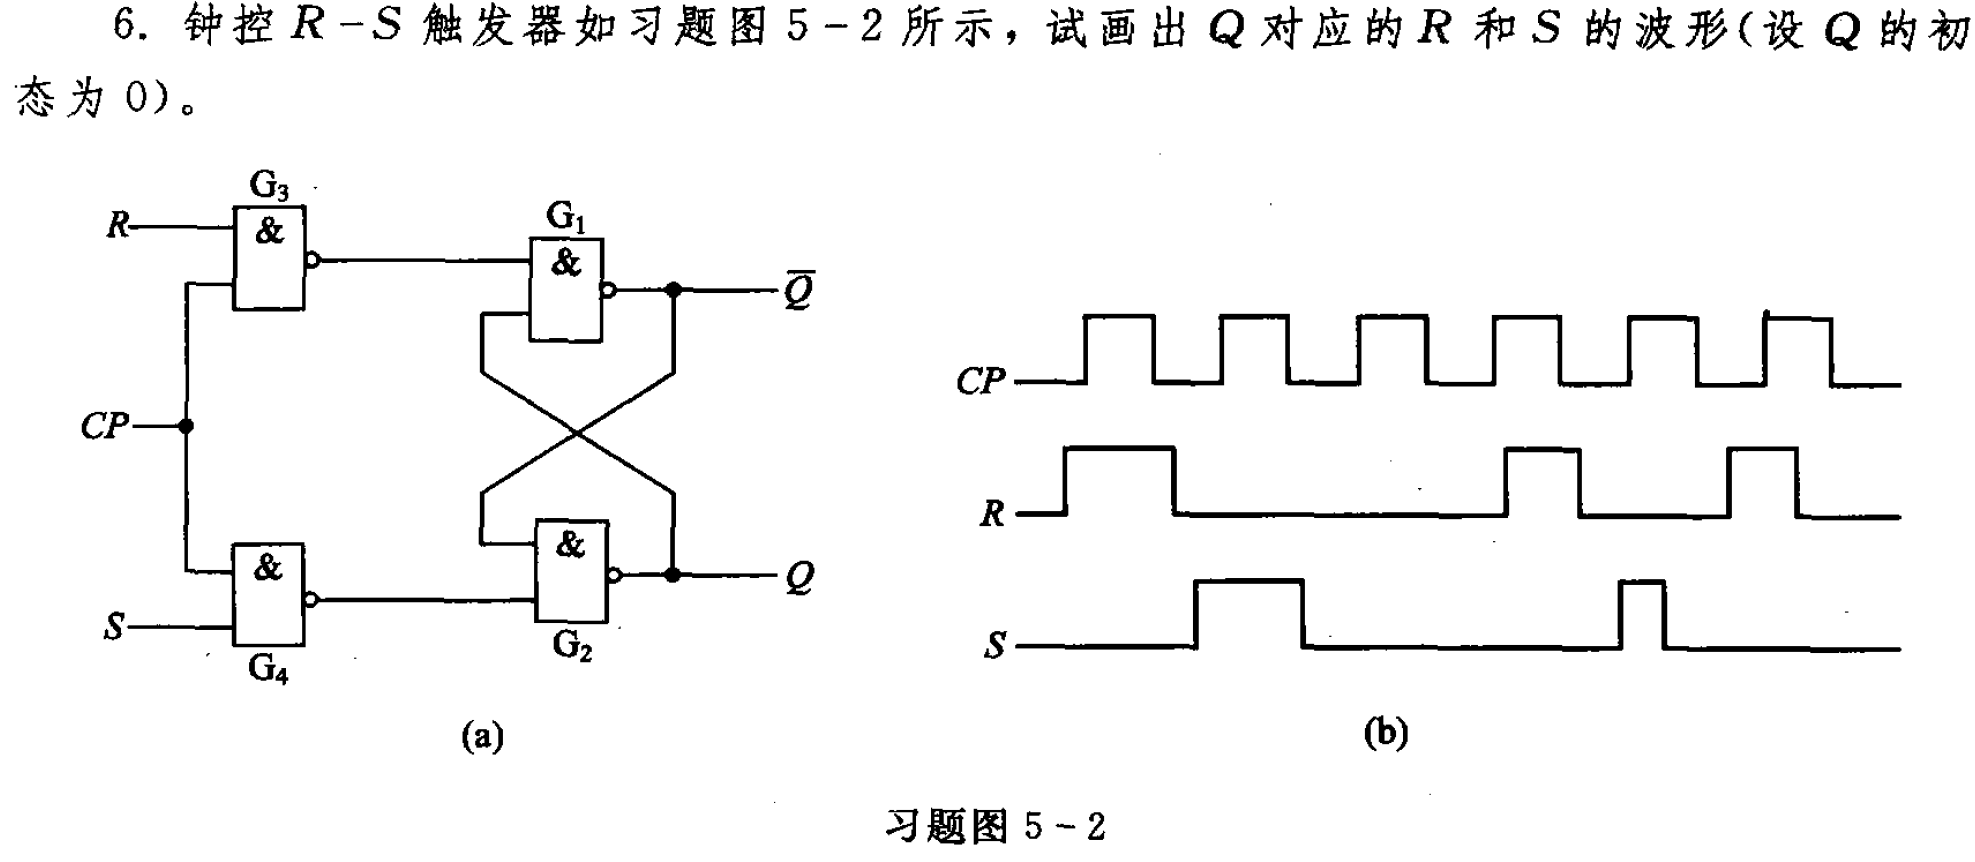 6. 钟控 R-S 触发器如习题图 5-2 所示，试画出 Q 对应的 R 和 S 的波形(设 Q 的初
态为 0)。
G₃
R
&
G₁
&
Q̅
CP
CP
R
&
&
Q
S
S
G₂
G₄
(a)
(b)
习题图 5-2